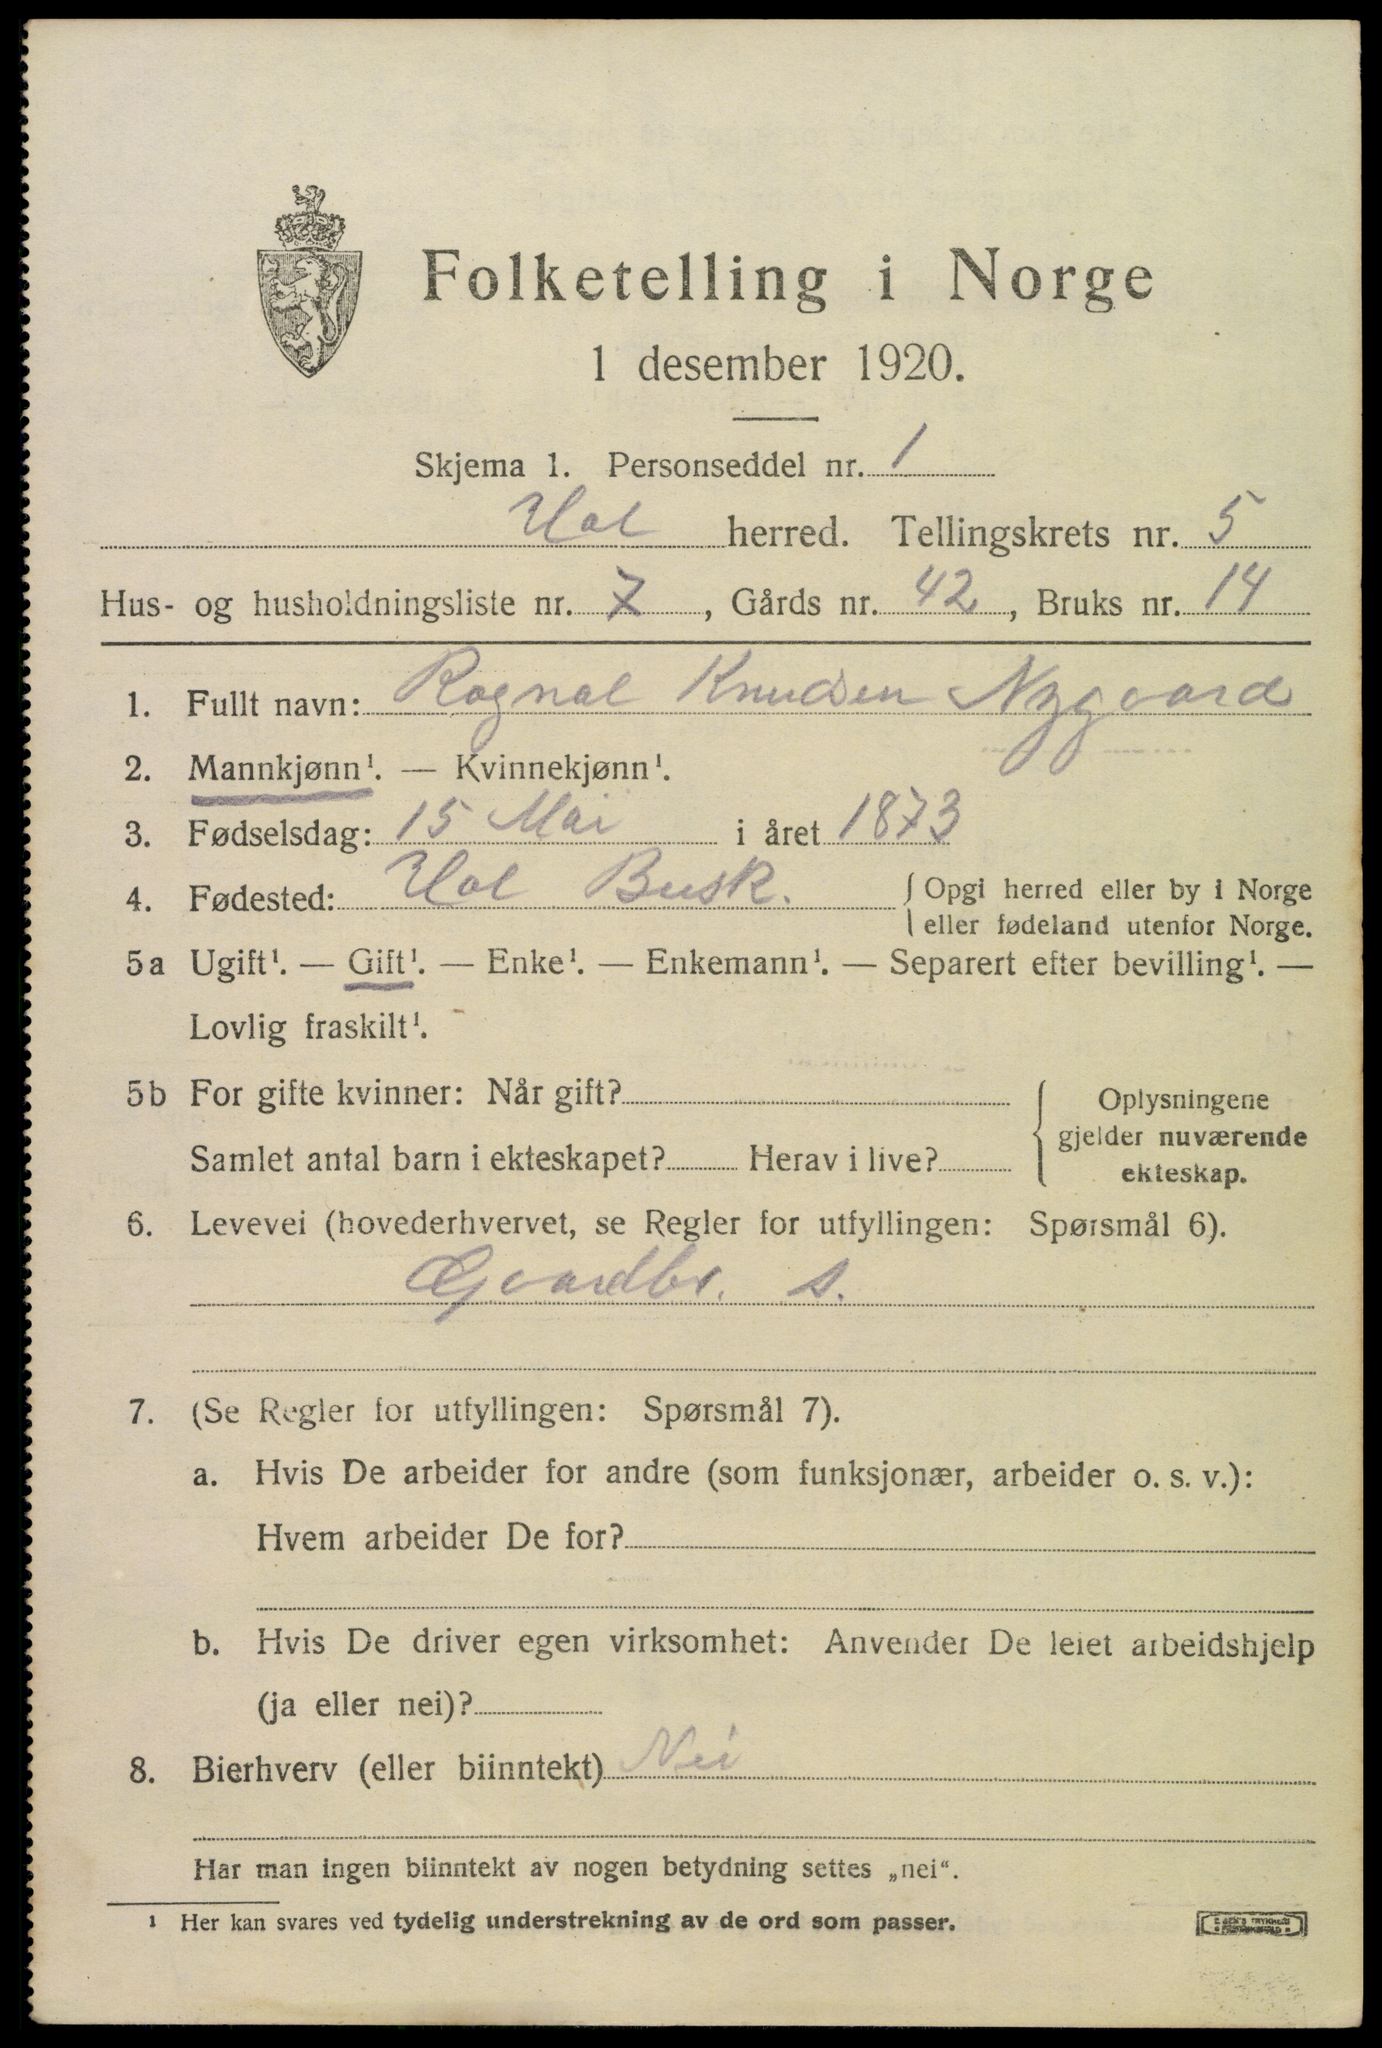 Folketelling i Norge
1 desember 1920.
Skjema 1. Personseddel nr. 1
Hol herred. Tellingskrets nr. 5
Hus- og husholdningsliste nr. 7, Gårds nr. 42, Bruks nr. 14
1. Fullt navn: Ragnal Knudsen Nygaard
2. Mannkjønn¹. — Kvinnekjønn¹.
3. Fødselsdag: 15 Mai i året 1873
4. Fødested: Hol Busk. { Opgi herred eller by i Norge
eller fødeland utenfor Norge.
5a Ugift¹. — Gift¹. — Enke¹. — Enkemann¹. — Separert efter bevilling¹. —
Lovlig fraskilt¹.
5b For gifte kvinner: Når gift? { Oplysningene
gjelder nuværende
Samlet antal barn i ekteskapet? Herav i live?
ekteskap.
6. Levevei (hovederhvervet, se Regler for utfyllingen: Spørsmål 6).
Gaardbr. s.
7. (Se Regler for utfyllingen: Spørsmål 7).
a. Hvis De arbeider for andre (som funksjonær, arbeider o. s. v.):
Hvem arbeider De for?
b. Hvis De driver egen virksomhet: Anvender De leiet arbeidshjelp
(ja eller nei)?
8. Bierhverv (eller biinntekt) Nei
Har man ingen biinntekt av nogen betydning settes „nei“.
¹ Her kan svares ved tydelig understrekning av de ord som passer.